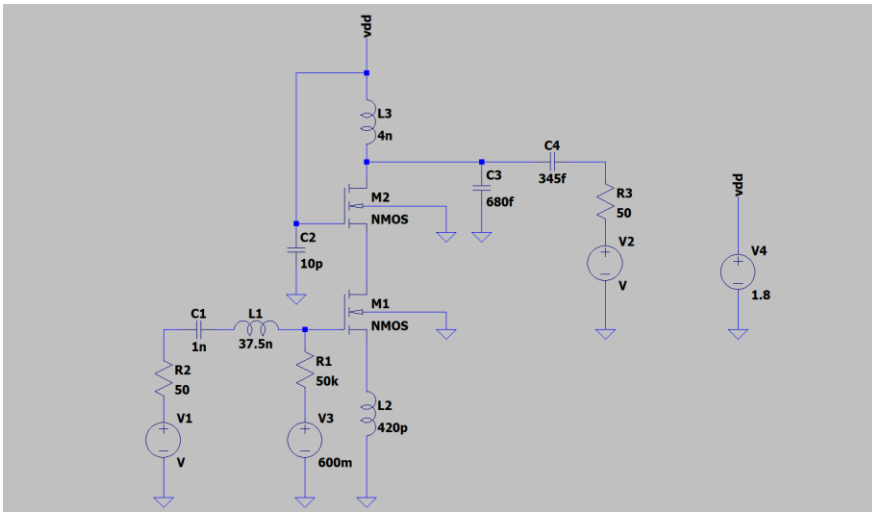 vdd
L3
4n
C4
345f
C3
680f
R3
50
vdd
M2
NMOS
C2
10p
V2
V
V4
1.8
M1
NMOS
C1
1n
L1
37.5n
R2
50
R1
50k
L2
420p
V1
V
V3
600m